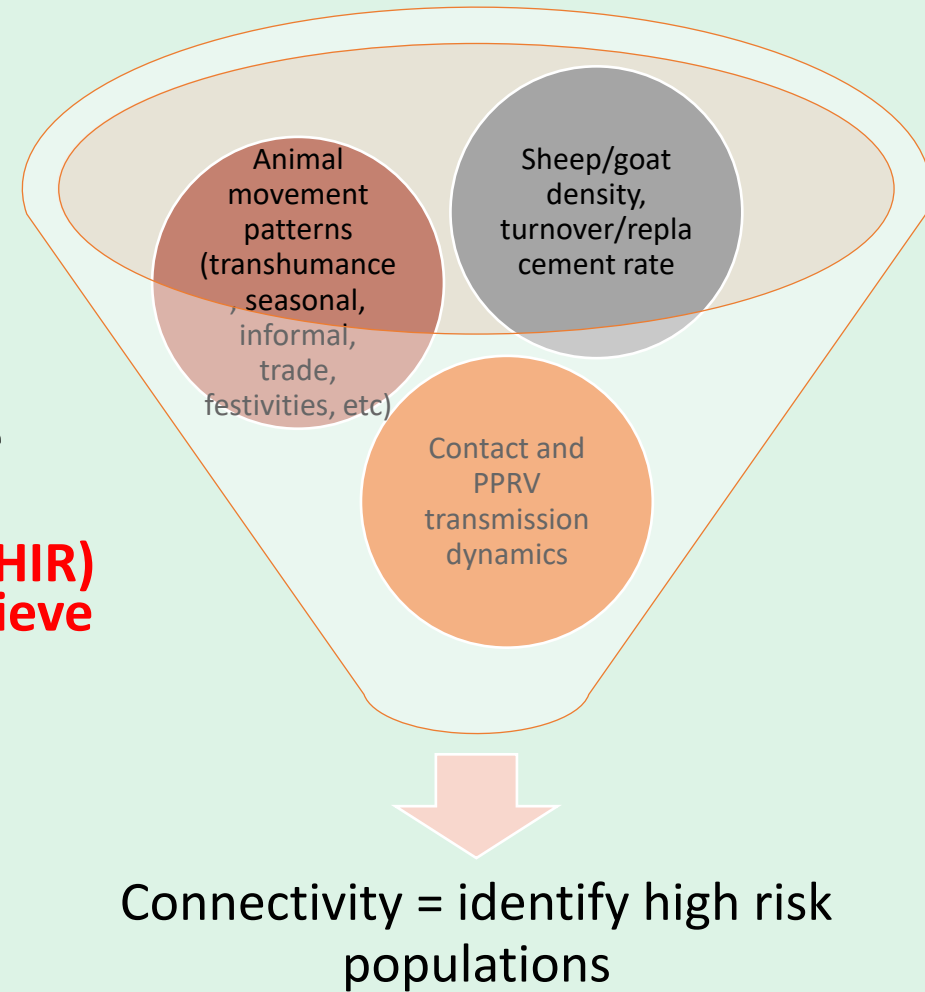 Animal
movement
patterns
(transhumance
, seasonal,
informal,
trade,
festivities, etc)
Sheep/goat
density,
turnover/repla
cement rate
Contact and
PPRV
transmission
dynamics
HIR)
ieve
Connectivity = identify high risk
populations